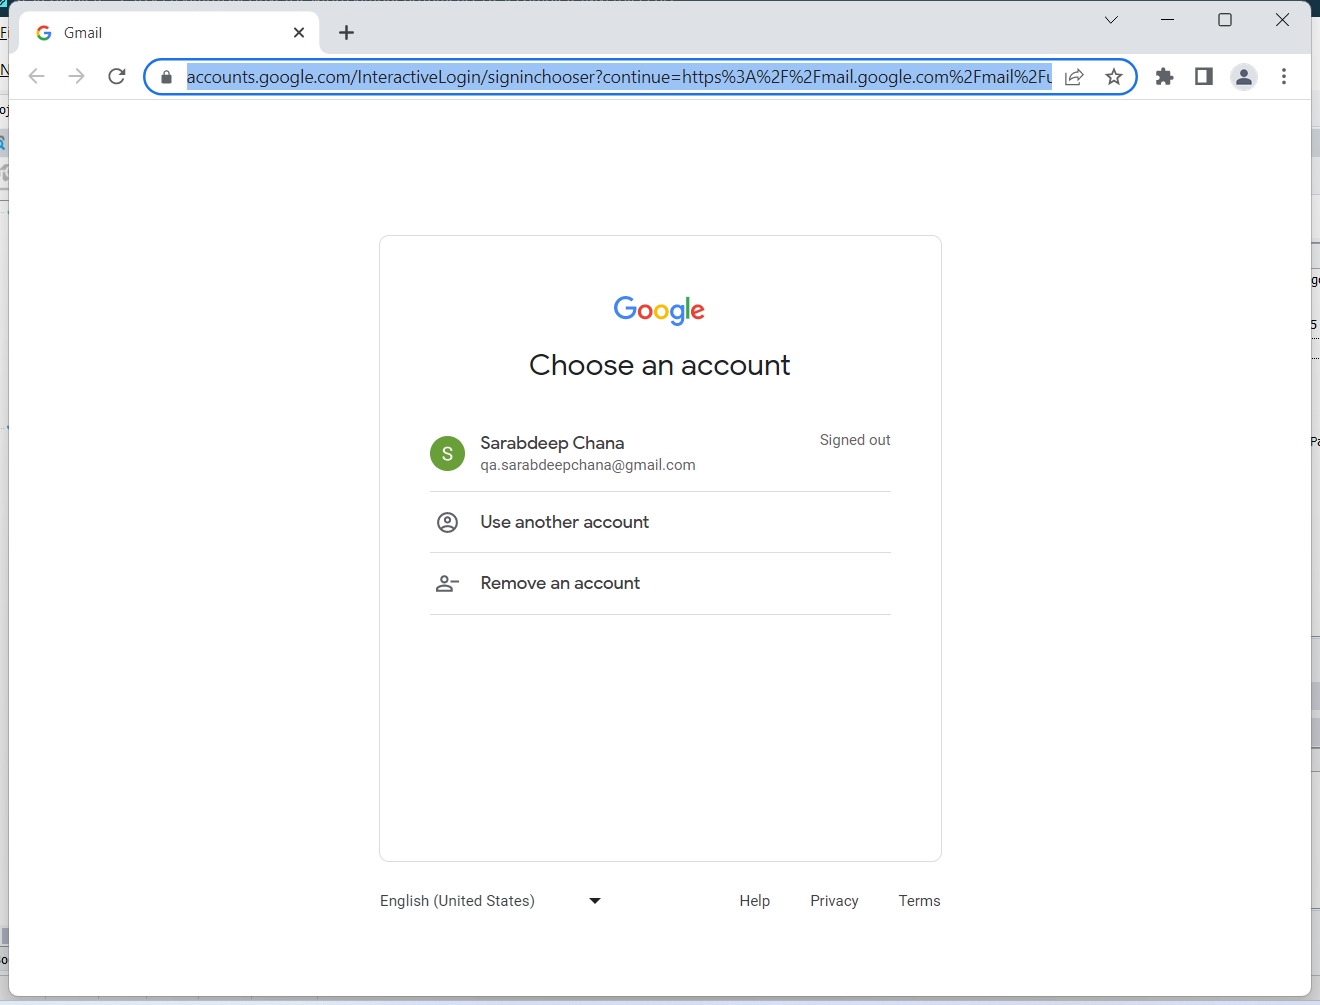 Gmail
accounts.google.com/InteractiveLogin/signinchooser?continue=https%3A%2F%2Fmail.google.com%2Fmail%2Fu
Google
Choose an account
S
Sarabdeep Chana
Signed out
qa.sarabdeepchana@gmail.com
Use another account
Remove an account
English (United States)
Help
Privacy
Terms